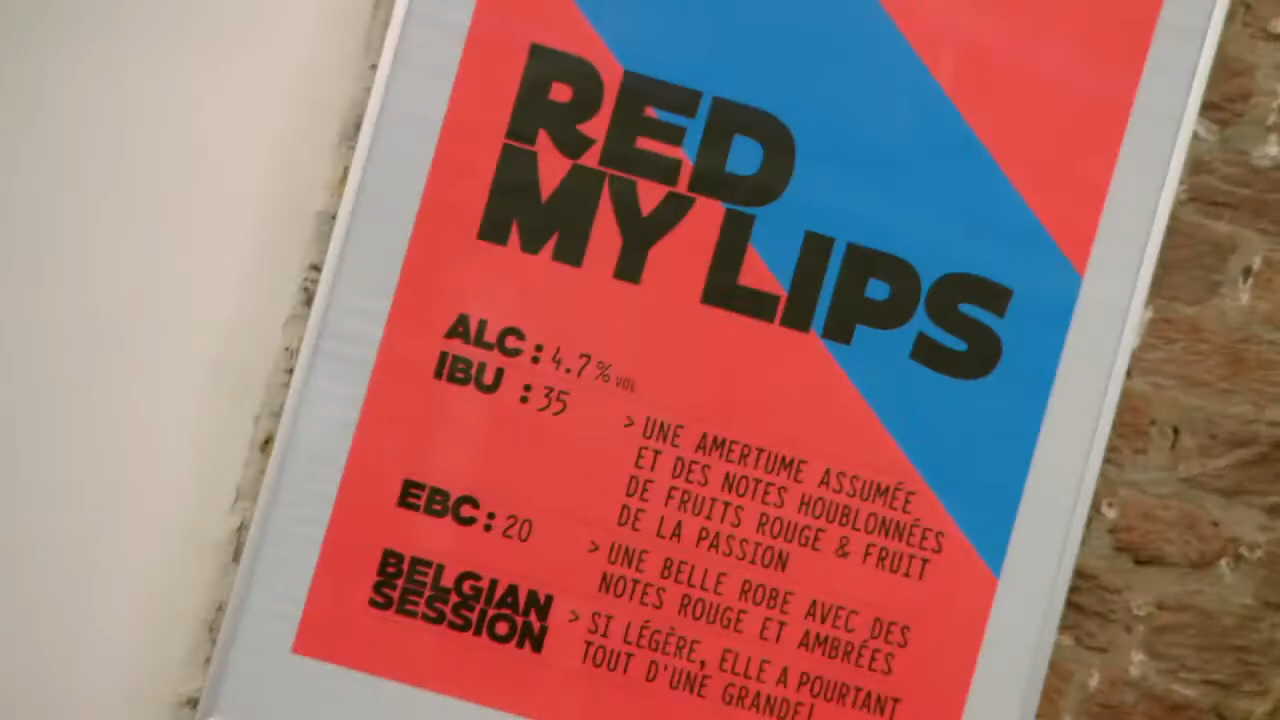 RED
MY LIPS
ALC : 4.7% VOL
IBU : 35
> UNE AMERTUME ASSUMÉE
ET DES NOTES HOUBLONNÉES
DE FRUITS ROUGE & FRUIT
DE LA PASSION
EBC : 20
> UNE BELLE ROBE AVEC DES
NOTES ROUGE ET AMBRÉES
BELGIAN
SESSION
> SI LÉGÈRE, ELLE A POURTANT
TOUT D'UNE GRANDE!